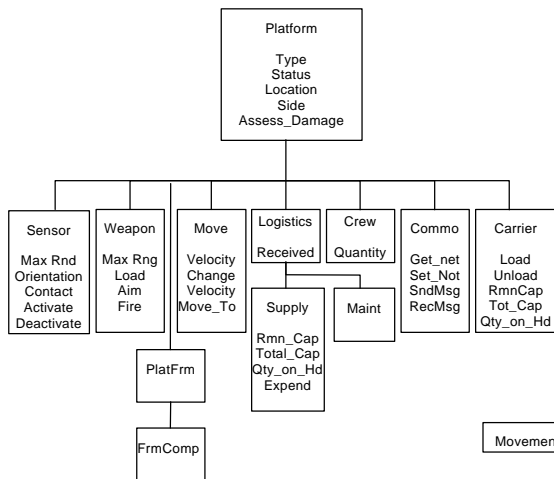 Platform
Type
Status
Location
Side
Assess_Damage
Sensor
Max Rnd
Orientation
Contact
Activate
Deactivate
Weapon
Max Rng
Load
Aim
Fire
Move
Velocity
Change
Velocity
Move_To
Logistics
Received
Crew
Quantity
Commo
Get_net
Set_Not
SndMsg
RecMsg
Carrier
Load
Unload
RmnCap
Tot_Cap
Qty_on_Hd
Supply
Rmn_Cap
Total_Cap
Qty_on_Hd
Expend
Maint
PlatFrm
FrmComp
Movement